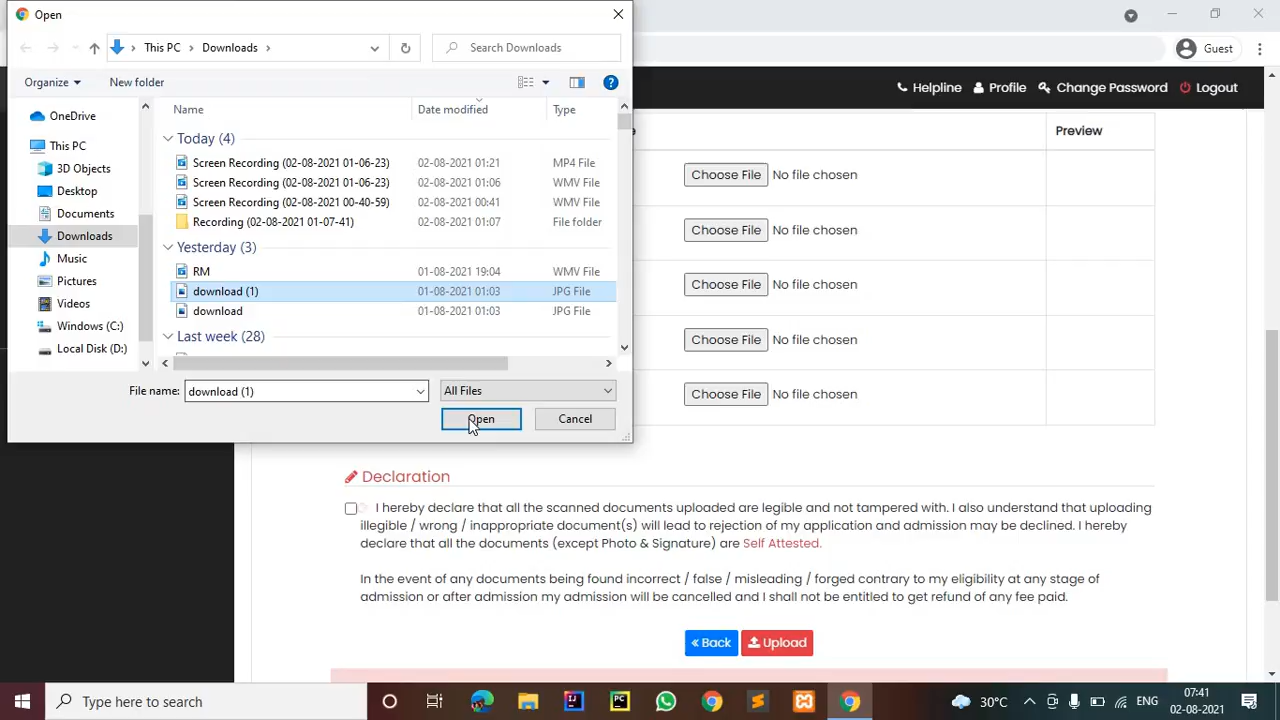 Open
This PC
Downloads
Search Downloads
Guest
Organize
New folder
Helpline
Profile
Change Password
Logout
Name
Date modified
Type
OneDrive
This PC
3D Objects
Desktop
Documents
Downloads
Music
Pictures
Videos
Windows (C:)
Local Disk (D:)
Today (4)
Screen Recording (02-08-2021 01-06-23) 02-08-2021 01:21 MP4 File
Screen Recording (02-08-2021 01-06-23) 02-08-2021 01:06 WMV File
Screen Recording (02-08-2021 00-40-59) 02-08-2021 00:41 WMV File
Recording (02-08-2021 01-07-41) 02-08-2021 01:07 File folder
Yesterday (3)
RM 01-08-2021 19:04 WMV File
download (1) 01-08-2021 01:03 JPG File
download 01-08-2021 01:03 JPG File
Last week (28)
File name: download (1) All Files
Open Cancel
Preview
Choose File No file chosen
Choose File No file chosen
Choose File No file chosen
Choose File No file chosen
Choose File No file chosen
Declaration
I hereby declare that all the scanned documents uploaded are legible and not tampered with. I also understand that uploading
illegible / wrong / inappropriate document(s) will lead to rejection of my application and admission may be declined. I hereby
declare that all the documents (except Photo & Signature) are Self Attested.
In the event of any documents being found incorrect / false / misleading / forged contrary to my eligibility at any stage of
admission or after admission my admission will be cancelled and I shall not be entitled to get refund of any fee paid.
« Back Upload
Type here to search
30°C
ENG
07:41
02-08-2021